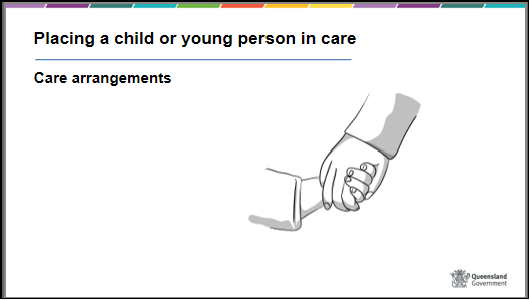 Placing a child or young person in care
Care arrangements
Queensland
Government